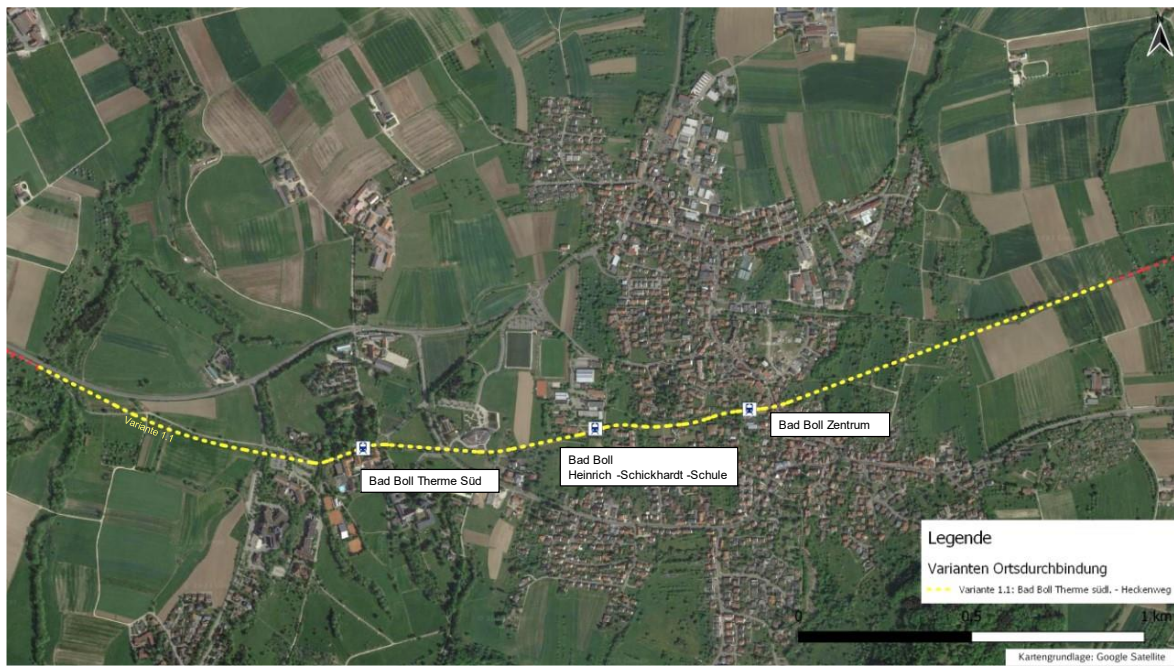 N
Variante 1.1
Bad Boll Therme Süd
Bad Boll
Heinrich -Schickhardt -Schule
Bad Boll Zentrum
Legende
Varianten Ortsdurchbindung
Variante 1.1: Bad Boll Therme südl. - Heckenweg
0 0,5 1 km
Kartengrundlage: Google Satellite